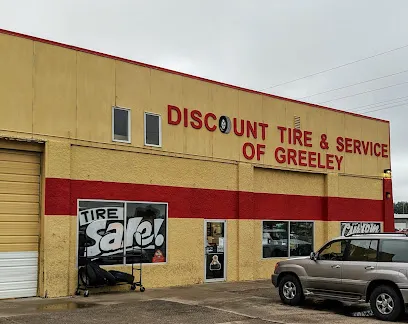 DISCOUNT TIRE & SERVICE
OF GREELEY
TIRE
Sale!
Custom